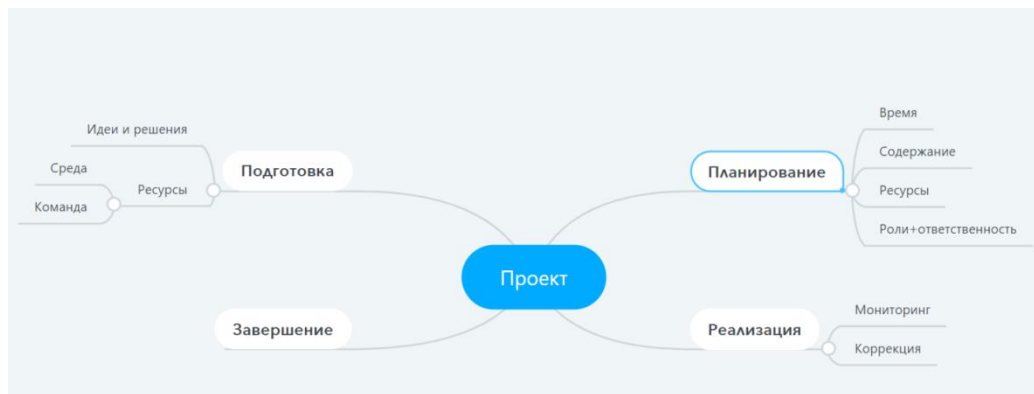 Проект
Подготовка
Идеи и решения
Ресурсы
Среда
Команда
Планирование
Время
Содержание
Ресурсы
Роли+ответственность
Реализация
Мониторинг
Коррекция
Завершение